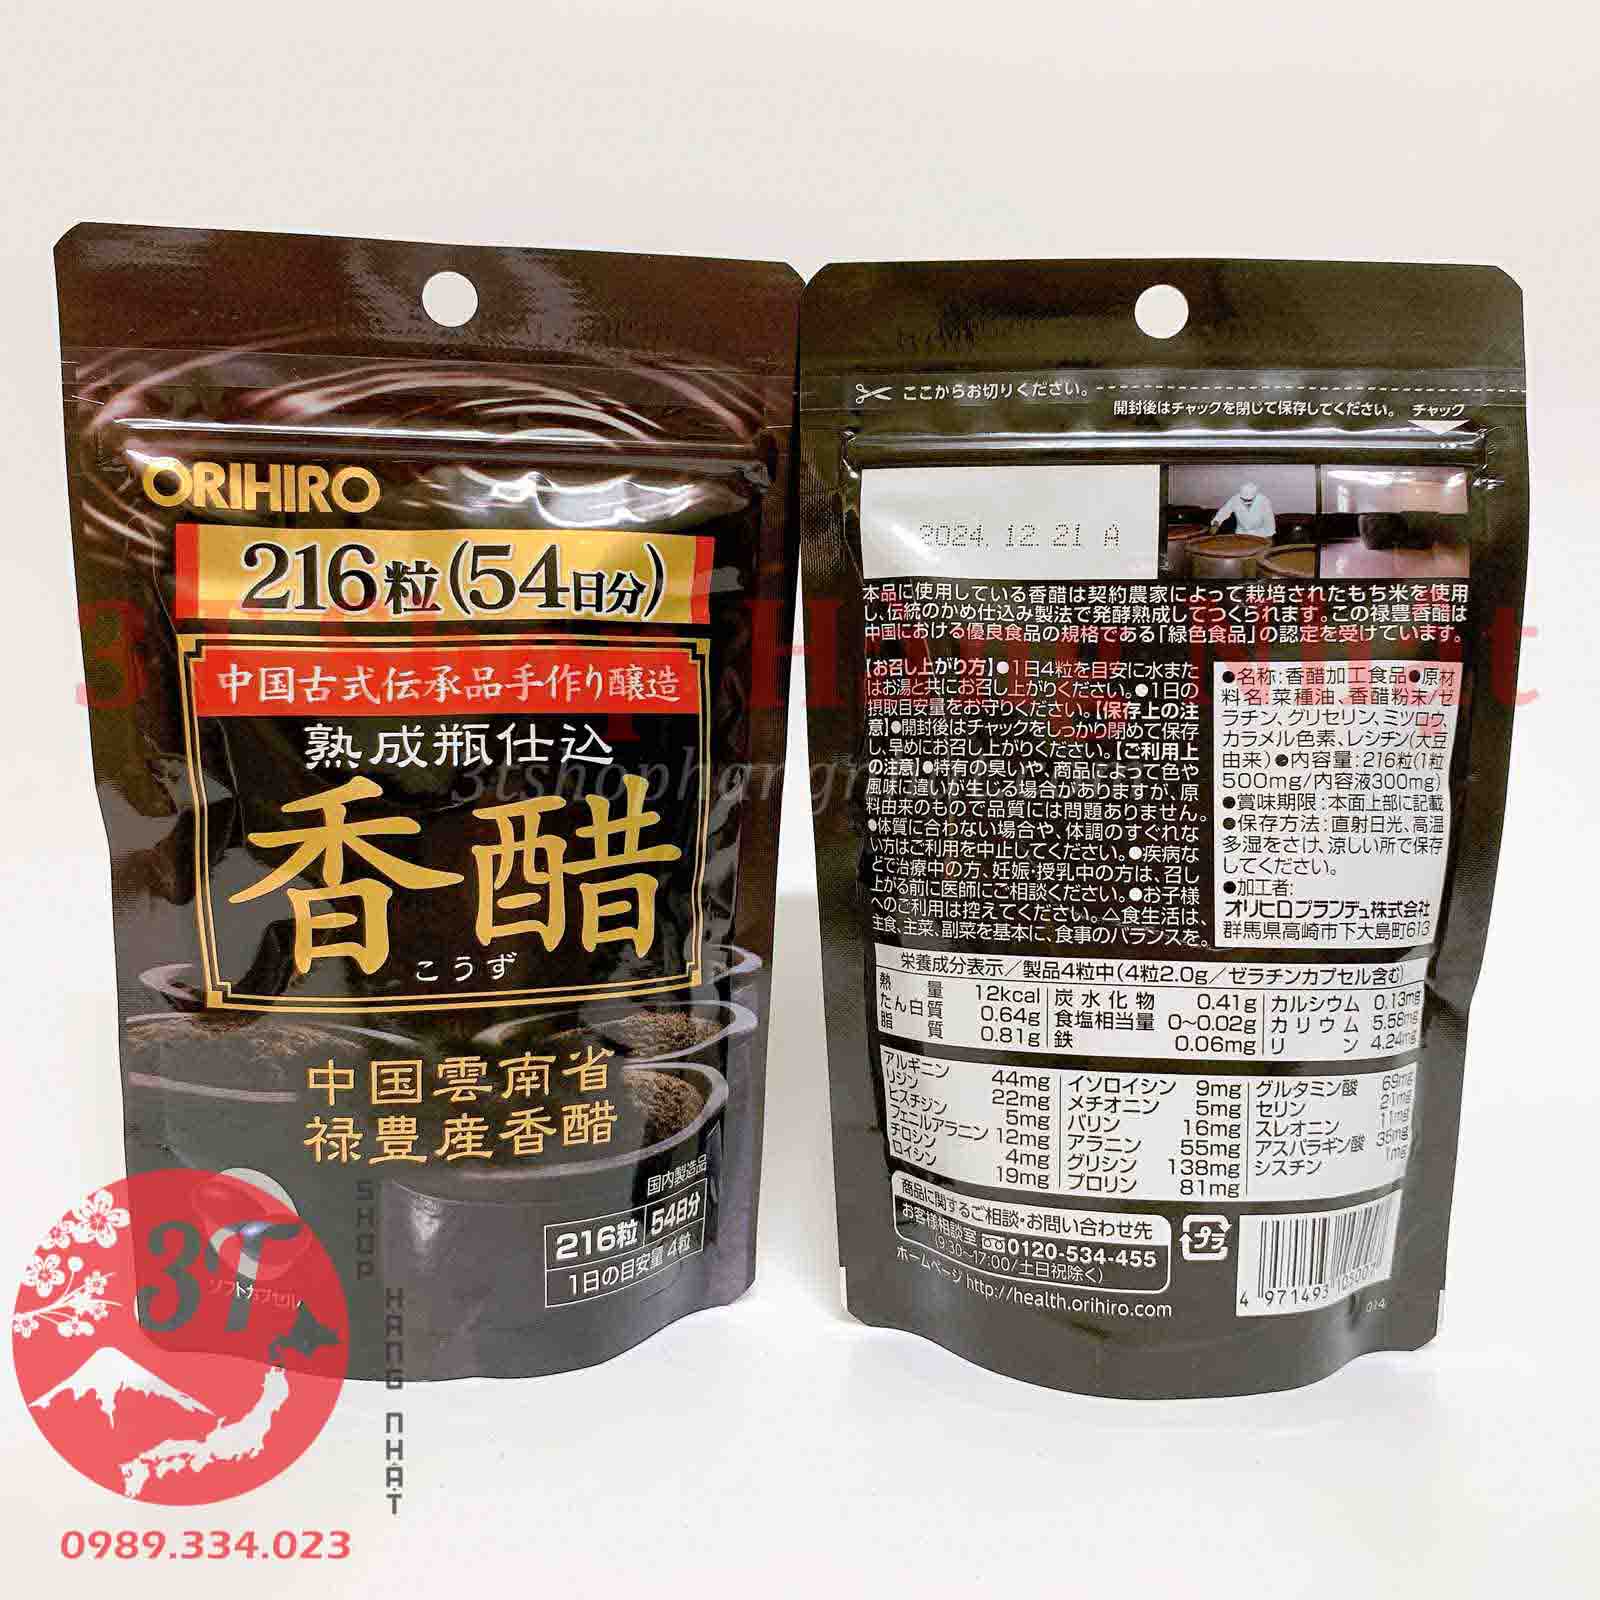 ORIHIRO
216粒(54日分)
中国古式伝承品手作り醸造
熟成瓶仕込
香醋
こうず
中国雲南省
禄豊産香醋
国内製造品
216粒 54日分
1日の目安量 4粒
ソフトカプセル
3T
SHOP HÀNG NHẬT
0989.334.023
3T Shop Hàng Nhật
ここからお切りください。
開封後はチャックを閉じて保存してください。 チャック
2024. 12. 21 A
本品に使用している香醋は契約農家によって栽培されたもち米を使用
し、伝統のかめ仕込み製法で発酵熟成してつくられます。この禄豊香醋は
中国における優良食品の規格である「緑色食品」の認定を受けています。
【お召し上がり方】●1日4粒を目安に水また
はお湯と共にお召し上がりください。●1日の
摂取目安量をお守りください。【保存上の注
意】●開封後はチャックをしっかり閉めて保存
し、早めにお召し上がりください。【ご利用上
の注意】●特有の臭いや、商品によって色や
風味に違いが生じる場合がありますが、原
料由来のもので品質には問題ありません。
●体質に合わない場合や、体調のすぐれな
い方はご利用を中止してください。●疾病な
どで治療中の方、妊娠・授乳中の方は、召し
上がる前に医師にご相談ください。●お子様
へのご利用は控えてください。△食生活は、
主食、主菜、副菜を基本に、食事のバランスを。
●名称:香醋加工食品●原材
料名:菜種油、香醋粉末/ゼ
ラチン、グリセリン、ミツロウ、
カラメル色素、レシチン(大豆
由来)●内容量:216粒(1粒
500mg/内容液300mg)
●賞味期限:本面上部に記載
●保存方法:直射日光、高温
多湿をさけ、涼しい所で保存
してください。
●加工者:
オリヒロプランデュ株式会社
群馬県高崎市下大島町613
栄養成分表示/製品4粒中(4粒2.0g/ゼラチンカプセル含む)
熱量 12kcal 炭水化物 0.41g カルシウム 0.13mg
たん白質 0.64g 食塩相当量 0~0.02g カリウム 5.58mg
脂質 0.81g 鉄 0.06mg リン 4.24mg
アルギニン 44mg イソロイシン 9mg グルタミン酸 69mg
リジン 22mg メチオニン 5mg セリン 21mg
ヒスチジン 5mg バリン 16mg スレオニン 11mg
フェニルアラニン 12mg アラニン 55mg アスパラギン酸 35mg
チロシン 4mg グリシン 138mg シスチン 1mg
ロイシン 19mg プロリン 81mg
商品に関するご相談・お問い合わせ先
お客様相談室 0120-534-455
(9:30~17:00/土日祝除く)
ホームページ http://health.orihiro.com
プラ
4 971493 105007
014